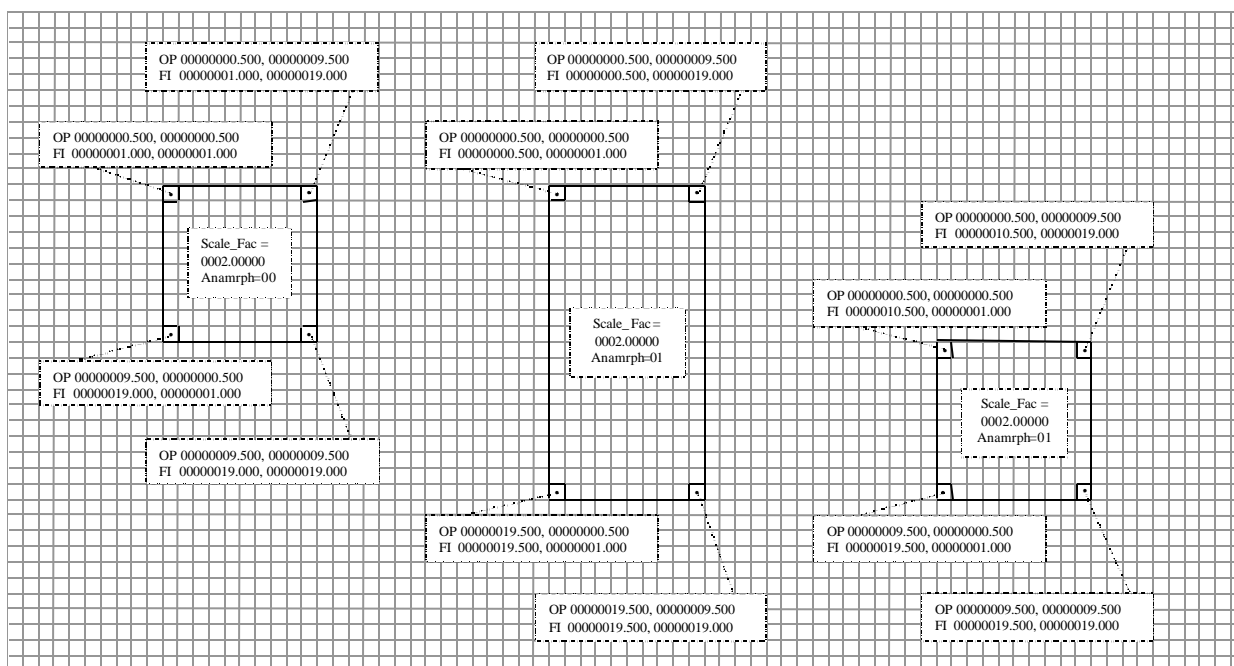 OP 00000000.500, 00000009.500
FI 00000001.000, 00000019.000
OP 00000000.500, 00000000.500
FI 00000001.000, 00000001.000
Scale_Fac =
0002.00000
Anamrph=00
OP 00000009.500, 00000000.500
FI 00000019.000, 00000001.000
OP 00000009.500, 00000009.500
FI 00000019.000, 00000019.000
OP 00000000.500, 00000009.500
FI 00000000.500, 00000019.000
OP 00000000.500, 00000000.500
FI 00000000.500, 00000001.000
Scale_Fac =
0002.00000
Anamrph=01
OP 00000019.500, 00000000.500
FI 00000019.500, 00000001.000
OP 00000019.500, 00000009.500
FI 00000019.500, 00000019.000
OP 00000000.500, 00000009.500
FI 00000010.500, 00000019.000
OP 00000000.500, 00000000.500
FI 00000010.500, 00000001.000
Scale_Fac =
0002.00000
Anamrph=01
OP 00000009.500, 00000000.500
FI 00000019.500, 00000001.000
OP 00000009.500, 00000009.500
FI 00000019.500, 00000019.000